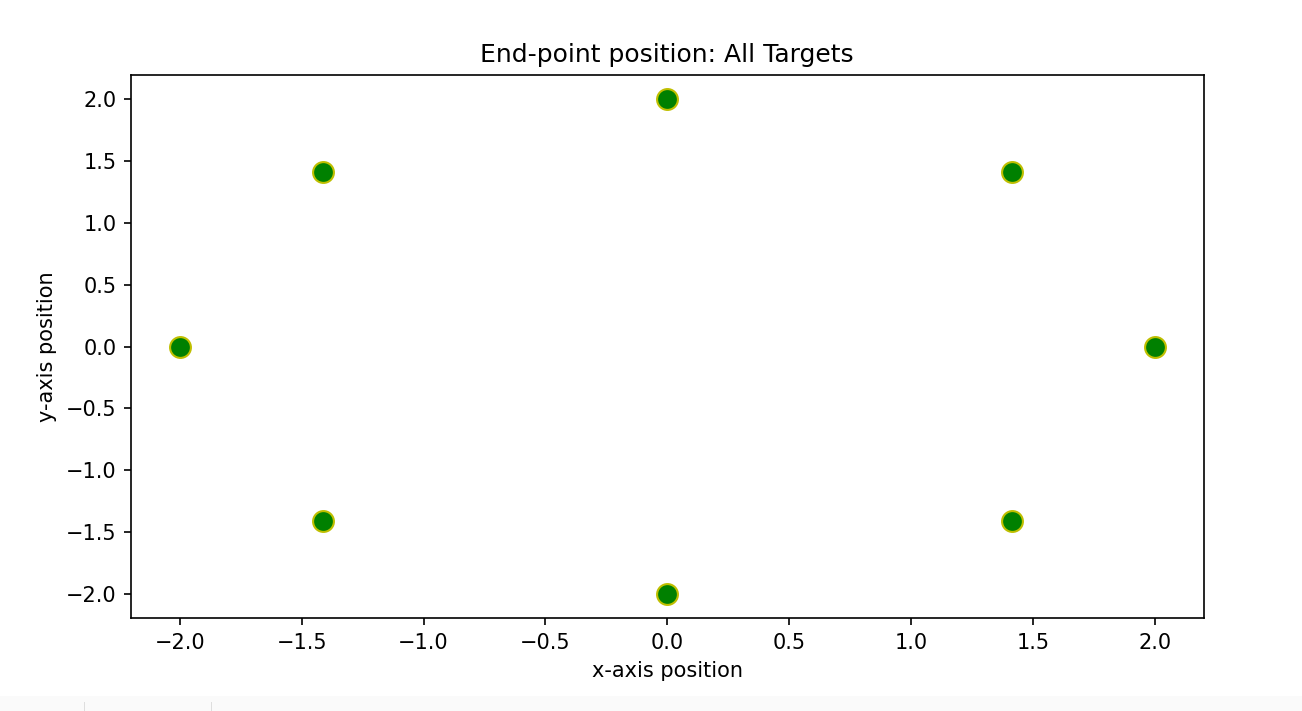 End-point position: All Targets
2.0
1.5
1.0
0.5
0.0
−0.5
−1.0
−1.5
−2.0
y-axis position
−2.0 −1.5 −1.0 −0.5 0.0 0.5 1.0 1.5 2.0
x-axis position